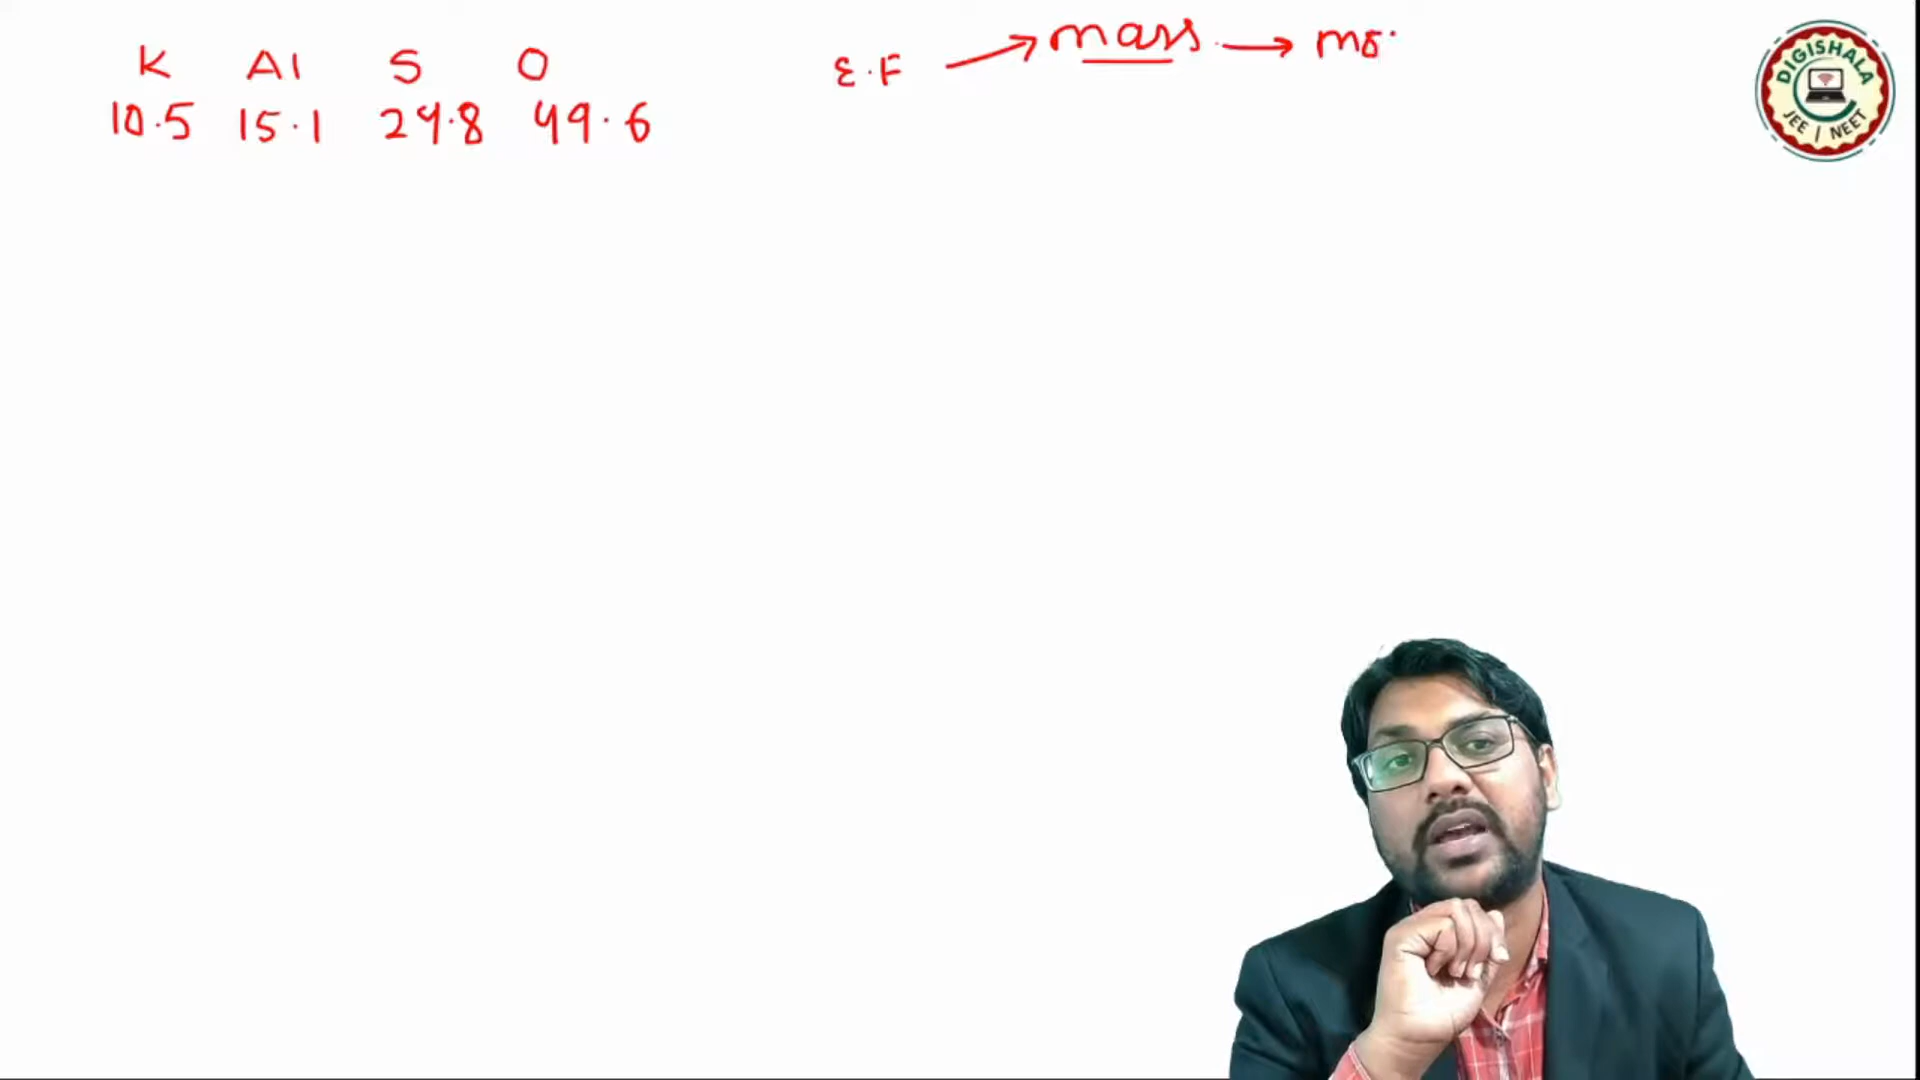 K Al S O
10.5 15.1 24.8 49.6
E.F → mass → mo.
DIGISHALA
JEE | NEET